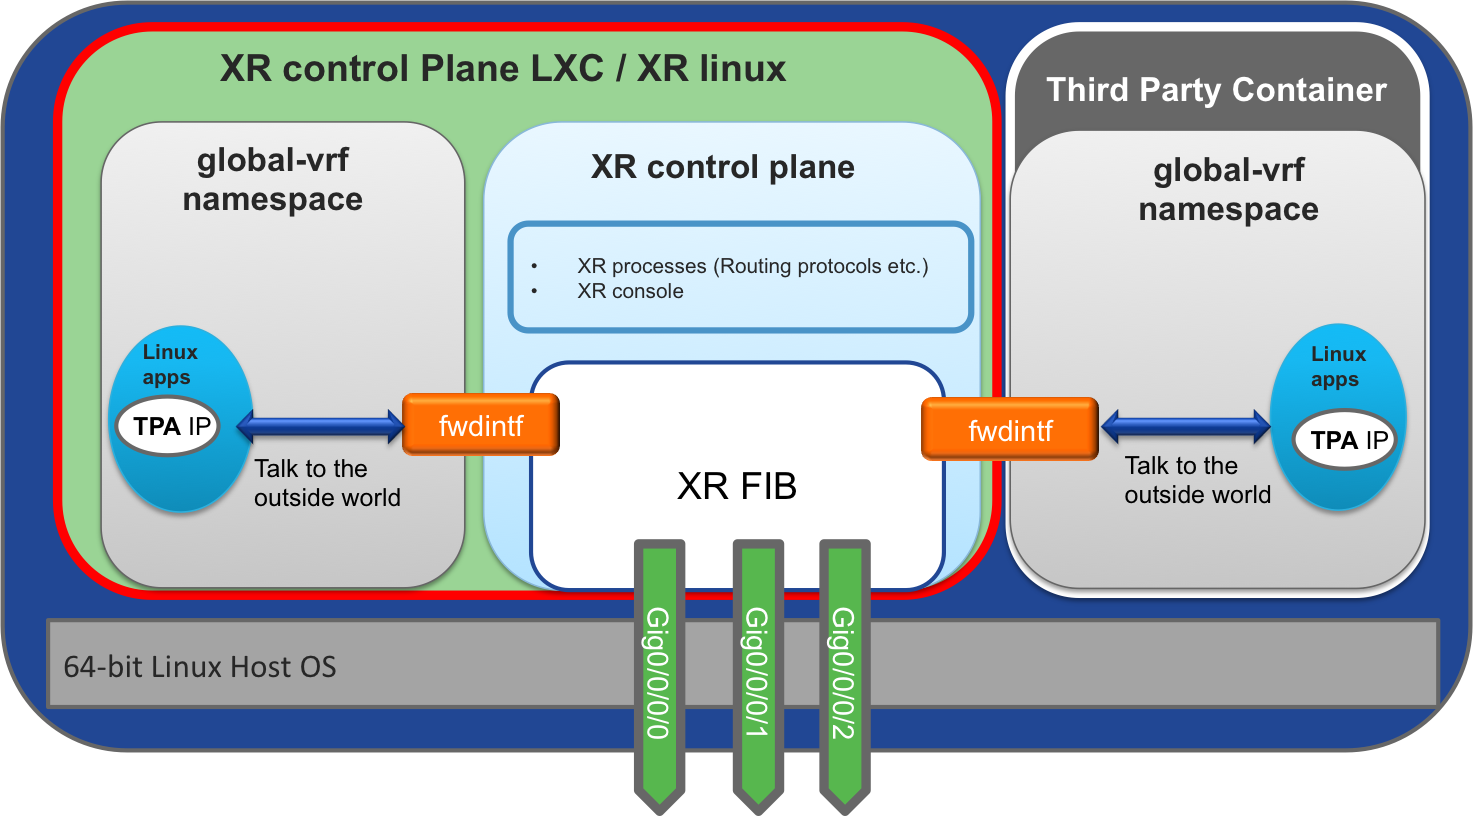 XR control Plane LXC / XR linux
global-vrf
namespace
Linux
apps
TPA IP
Talk to the
outside world
fwdintf
XR control plane
• XR processes (Routing protocols etc.)
• XR console
XR FIB
fwdintf
Third Party Container
global-vrf
namespace
Talk to the
outside world
Linux
apps
TPA IP
64-bit Linux Host OS
Gig0/0/0/0
Gig0/0/0/1
Gig0/0/0/2